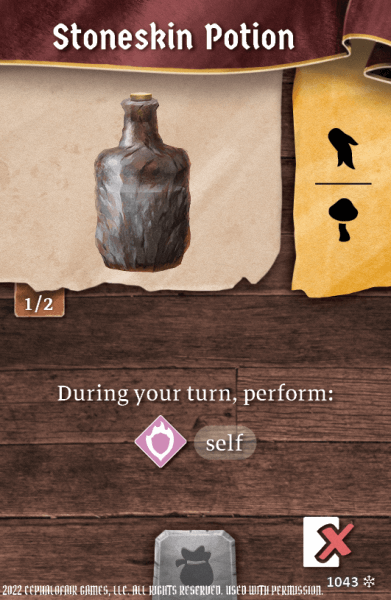 Stoneskin Potion
1/2
During your turn, perform:
self
1043
2022 CEPHALOFAIR GAMES, LLC. ALL RIGHTS RESERVED. USED WITH PERMISSION.